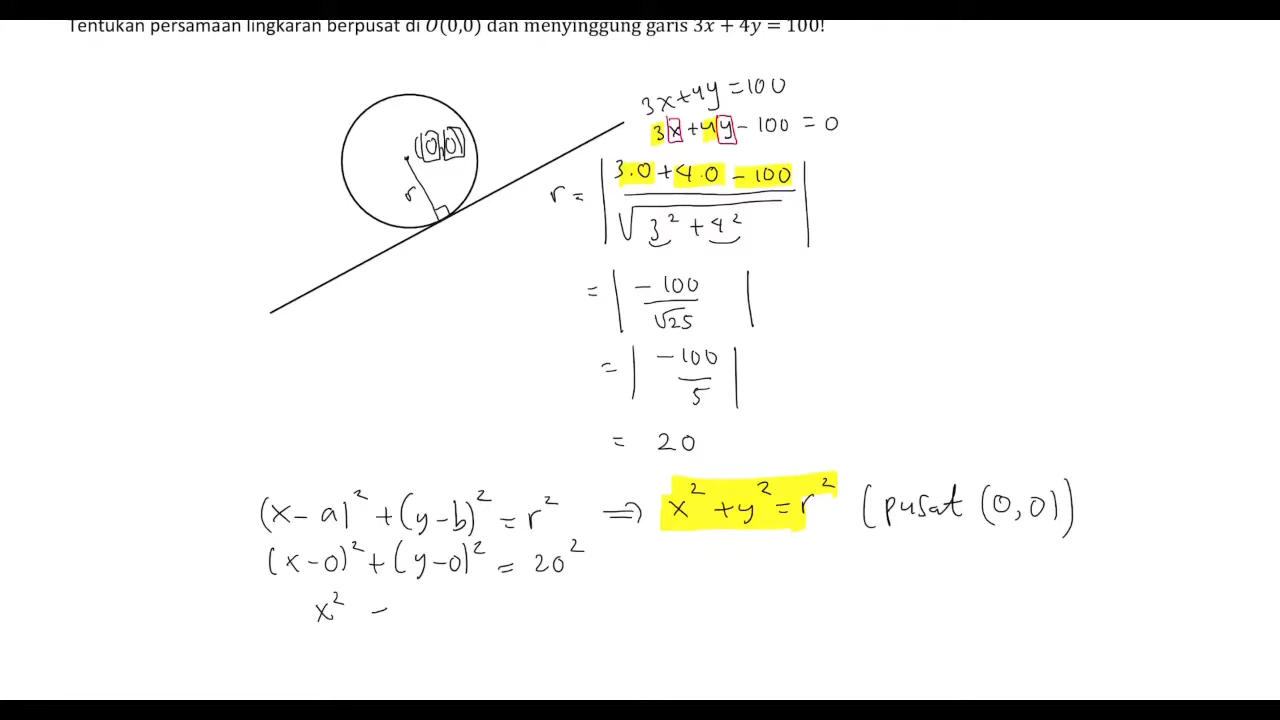 Tentukan persamaan lingkaran berpusat di O(0,0) dan menyinggung garis 3x + 4y = 100!
(0,0)
r
3x+4y=100
3x+4y-100=0
r = | 3.0+4.0-100 / √(3²+4²) |
= | -100 / √25 |
= | -100 / 5 |
= 20
(x-a)²+(y-b)²=r² ⇒ x²+y²=r² (pusat (0,0))
(x-0)²+(y-0)²=20²
x² -